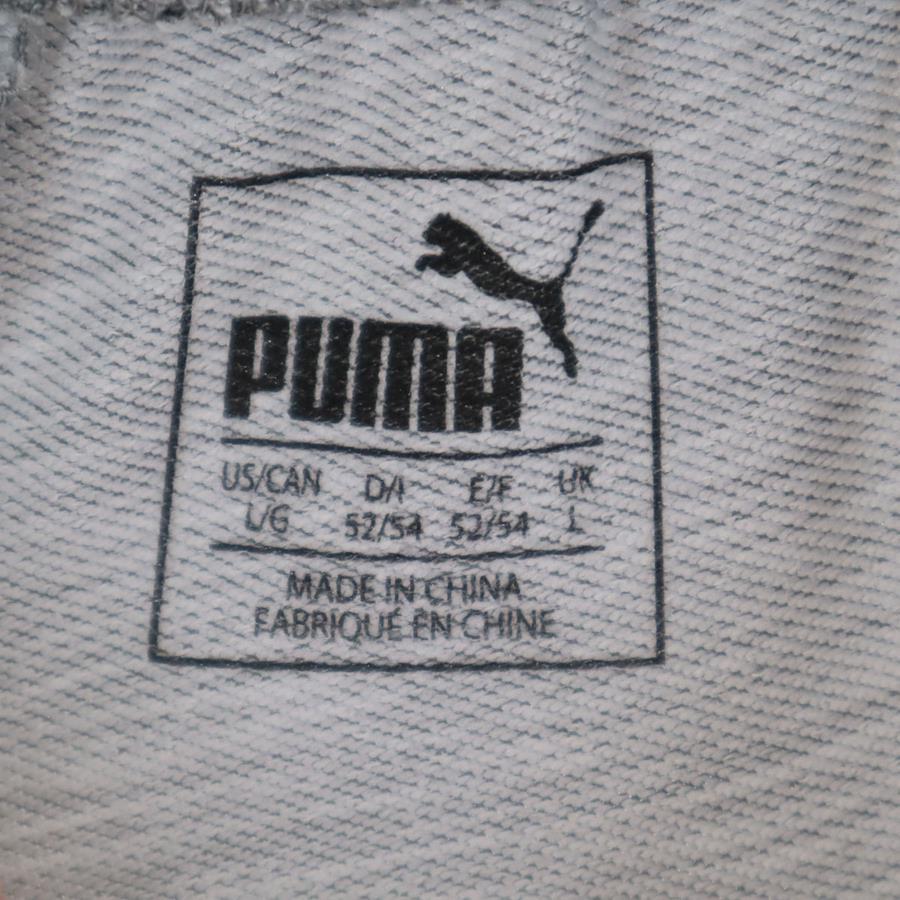 PUMA
US/CAN D/I E/F UK
L/G 52/54 52/54 L
MADE IN CHINA
FABRIQUÉ EN CHINE